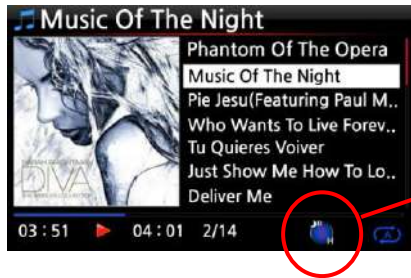 Music Of The Night
Phantom Of The Opera
Music Of The Night
Pie Jesu(Featuring Paul M..
Who Wants To Live Forev..
Tu Quieres Voiver
Just Show Me How To Lo..
Deliver Me
DIVA
03 : 51 04 : 01 2/14
A